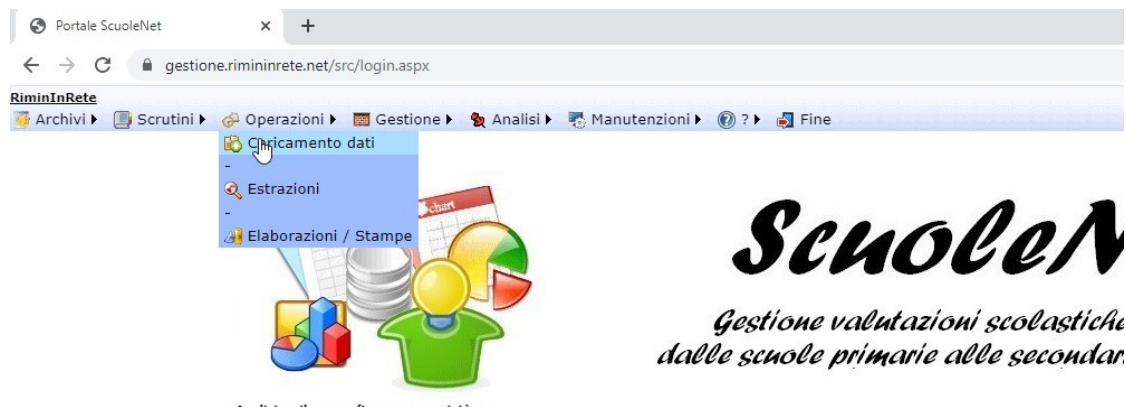 Portale ScuoleNet
gestione.rimininrete.net/src/login.aspx
RiminInRete
Archivi Scrutini Operazioni Gestione Analisi Manutenzioni ? Fine
Caricamento dati
-
Estrazioni
-
Elaborazioni / Stampe
chart
ScuoleN
Gestione valutazioni scolastiche
dalle scuole primarie alle secondar